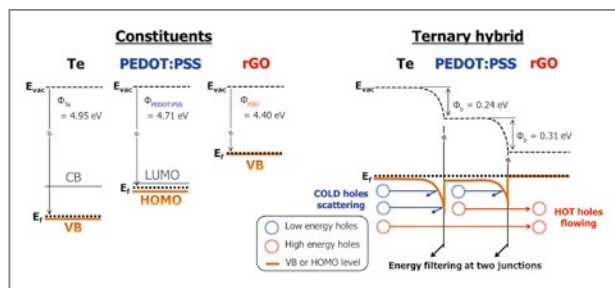 Constituents
Te PEDOT:PSS rGO
Evac Evac Evac
ΦTe
= 4.95 eV
ΦPEDOT:PSS
= 4.71 eV
ΦrGO
= 4.40 eV
Ef
VB
CB
LUMO
Ef
HOMO
Ef
VB
Ternary hybrid
Te PEDOT:PSS rGO
Evac
Φb = 0.24 eV
Φb = 0.31 eV
Ef
COLD holes
scattering
HOT holes
flowing
Low energy holes
High energy holes
VB or HOMO level
Energy filtering at two junctions